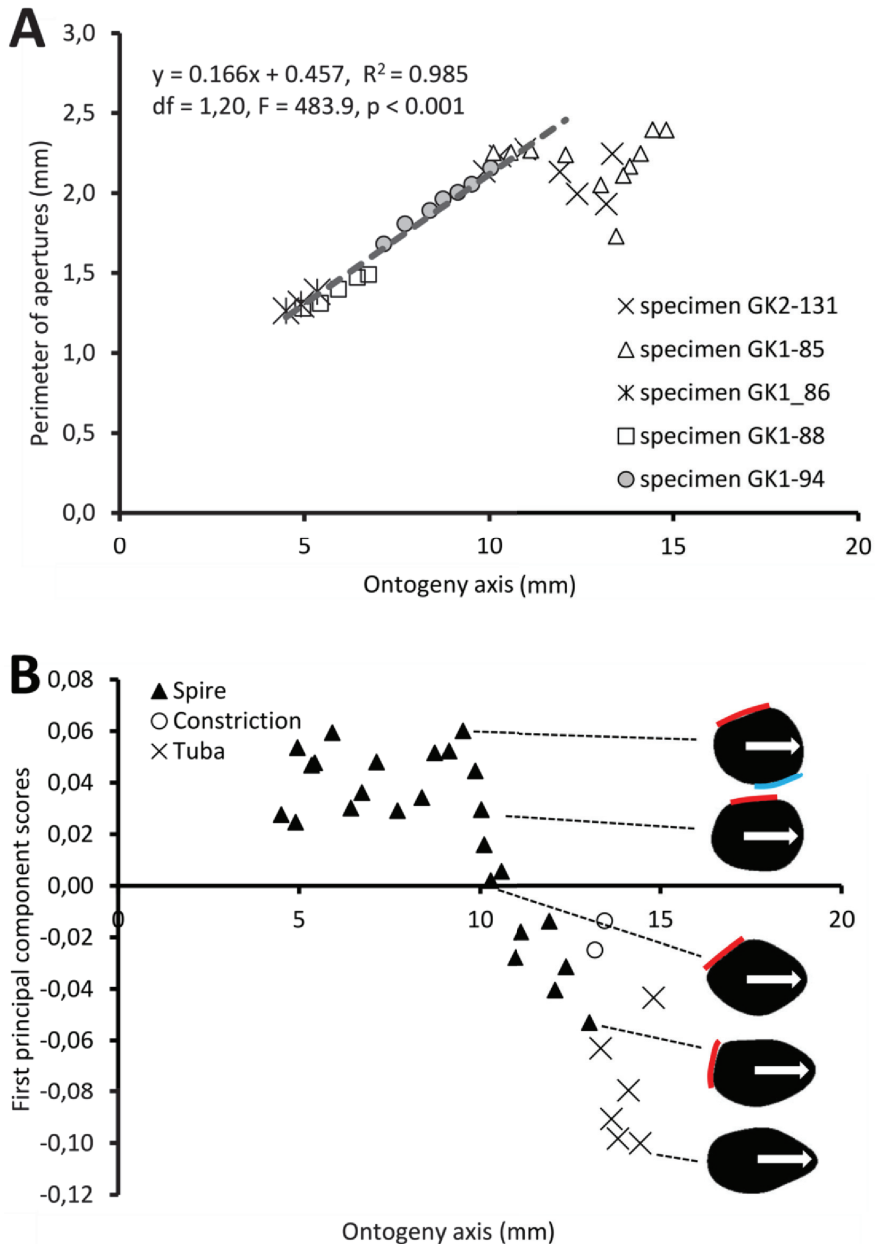 A
y = 0.166x + 0.457, R² = 0.985
df = 1,20, F = 483.9, p < 0.001
Perimeter of apertures (mm)
3,0
2,5
2,0
1,5
1,0
0,5
0,0
specimen GK2-131
specimen GK1-85
specimen GK1_86
specimen GK1-88
specimen GK1-94
0 5 10 15 20
Ontogeny axis (mm)
B
First principal component scores
0,08
0,06
0,04
0,02
0,00
-0,02
-0,04
-0,06
-0,08
-0,10
-0,12
Spire
Constriction
Tuba
0 5 10 15 20
Ontogeny axis (mm)